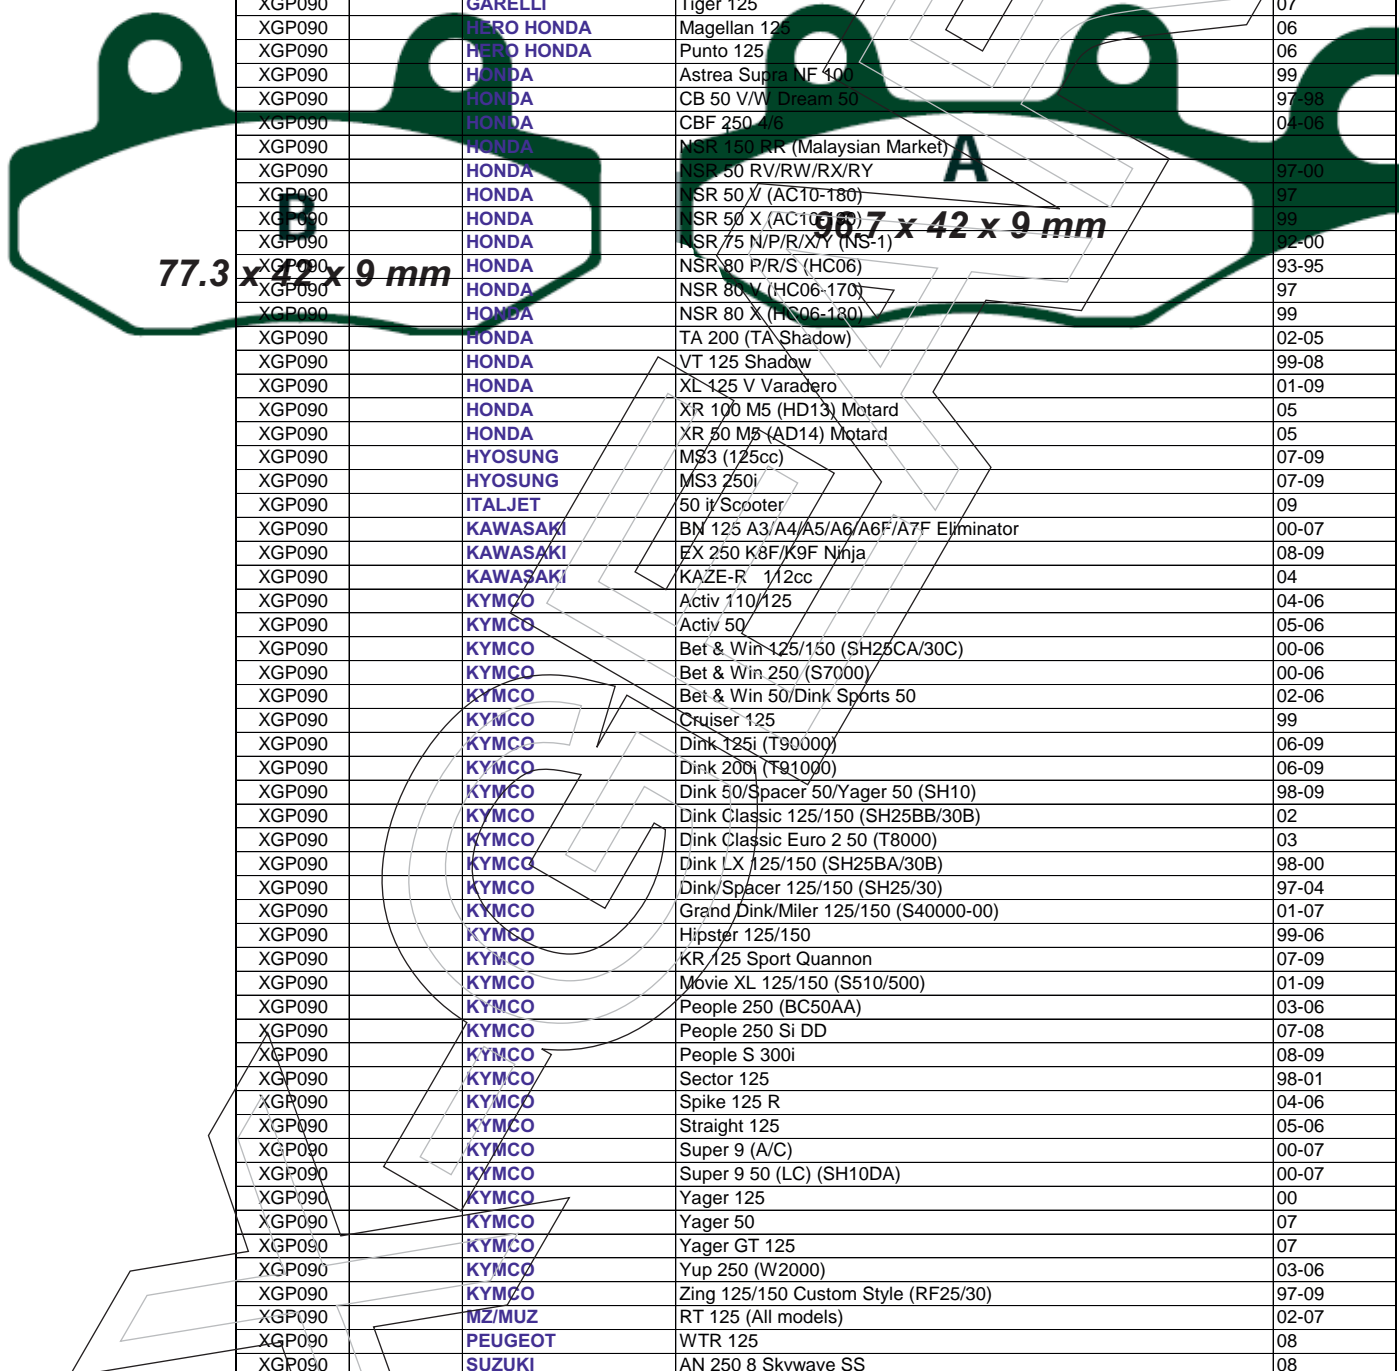 XGP090 GARELLI Tiger 125 07
XGP090 HERO HONDA Magellan 125 06
XGP090 HERO HONDA Punto 125 06
XGP090 HONDA Astrea Supra NF 100 99
XGP090 HONDA CB 50 V/W Dream 50 97-98
XGP090 HONDA CBF 250 4/6 04-06
XGP090 HONDA NSR 150 RR (Malaysian Market)
A
XGP090 HONDA NSR 50 RV/RW/RX/RY 97-00
XGP090 HONDA NSR 50 V (AC10-180) 97
B
XGP090 HONDA NSR 50 X (AC10- 99
96.7 x 42 x 9 mm
XGP090 HONDA NSR 75 N/P/R/X/Y (NS-1) 92-00
XGP090 HONDA NSR 80 P/R/S (HC06) 93-95
77.3 x 42 x 9 mm
XGP090 HONDA NSR 80 V (HC06-170) 97
XGP090 HONDA NSR 80 X (HC06-180) 99
XGP090 HONDA TA 200 (TA Shadow) 02-05
XGP090 HONDA VT 125 Shadow 99-08
XGP090 HONDA XL 125 V Varadero 01-09
XGP090 HONDA XR 100 M5 (HD13) Motard 05
XGP090 HONDA XR 50 M5 (AD14) Motard 05
XGP090 HYOSUNG MS3 (125cc) 07-09
XGP090 HYOSUNG MS3 250i 07-09
XGP090 ITALJET 50 it Scooter 09
XGP090 KAWASAKI BN 125 A3/A4/A5/A6/A6F/A7F Eliminator 00-07
XGP090 KAWASAKI EX 250 K8F/K9F Ninja 08-09
XGP090 KAWASAKI KAZE-R 112cc 04
XGP090 KYMCO Activ 110/125 04-06
XGP090 KYMCO Activ 50 05-06
XGP090 KYMCO Bet & Win 125/150 (SH25CA/30C) 00-06
XGP090 KYMCO Bet & Win 250 (S7000) 00-06
XGP090 KYMCO Bet & Win 50/Dink Sports 50 02-06
XGP090 KYMCO Cruiser 125 99
XGP090 KYMCO Dink 125i (T90000) 06-09
XGP090 KYMCO Dink 200i (T91000) 06-09
XGP090 KYMCO Dink 50/Spacer 50/Yager 50 (SH10) 98-09
XGP090 KYMCO Dink Classic 125/150 (SH25BB/30B) 02
XGP090 KYMCO Dink Classic Euro 2 50 (T8000) 03
XGP090 KYMCO Dink LX 125/150 (SH25BA/30B) 98-00
XGP090 KYMCO Dink/Spacer 125/150 (SH25/30) 97-04
XGP090 KYMCO Grand Dink/Miler 125/150 (S40000-00) 01-07
XGP090 KYMCO Hipster 125/150 99-06
XGP090 KYMCO KR 125 Sport Quannon 07-09
XGP090 KYMCO Movie XL 125/150 (S510/500) 01-09
XGP090 KYMCO People 250 (BC50AA) 03-06
XGP090 KYMCO People 250 Si DD 07-08
XGP090 KYMCO People S 300i 08-09
XGP090 KYMCO Sector 125 98-01
XGP090 KYMCO Spike 125 R 04-06
XGP090 KYMCO Straight 125 05-06
XGP090 KYMCO Super 9 (A/C) 00-07
XGP090 KYMCO Super 9 50 (LC) (SH10DA) 00-07
XGP090 KYMCO Yager 125 00
XGP090 KYMCO Yager 50 07
XGP090 KYMCO Yager GT 125 07
XGP090 KYMCO Yup 250 (W2000) 03-06
XGP090 KYMCO Zing 125/150 Custom Style (RF25/30) 97-09
XGP090 MZ/MUZ RT 125 (All models) 02-07
XGP090 PEUGEOT WTR 125 08
XGP090 SUZUKI AN 250 8 Skywave SS 08